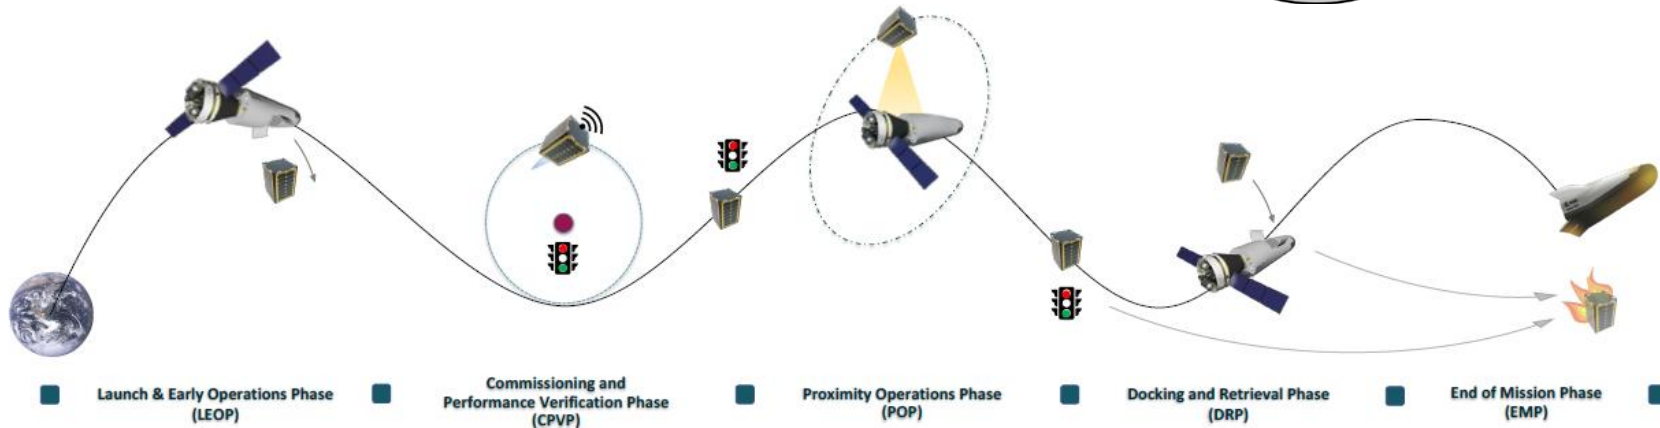 Launch & Early Operations Phase
(LEOP)
Commissioning and
Performance Verification Phase
(CPVP)
Proximity Operations Phase
(POP)
Docking and Retrieval Phase
(DRP)
End of Mission Phase
(EMP)